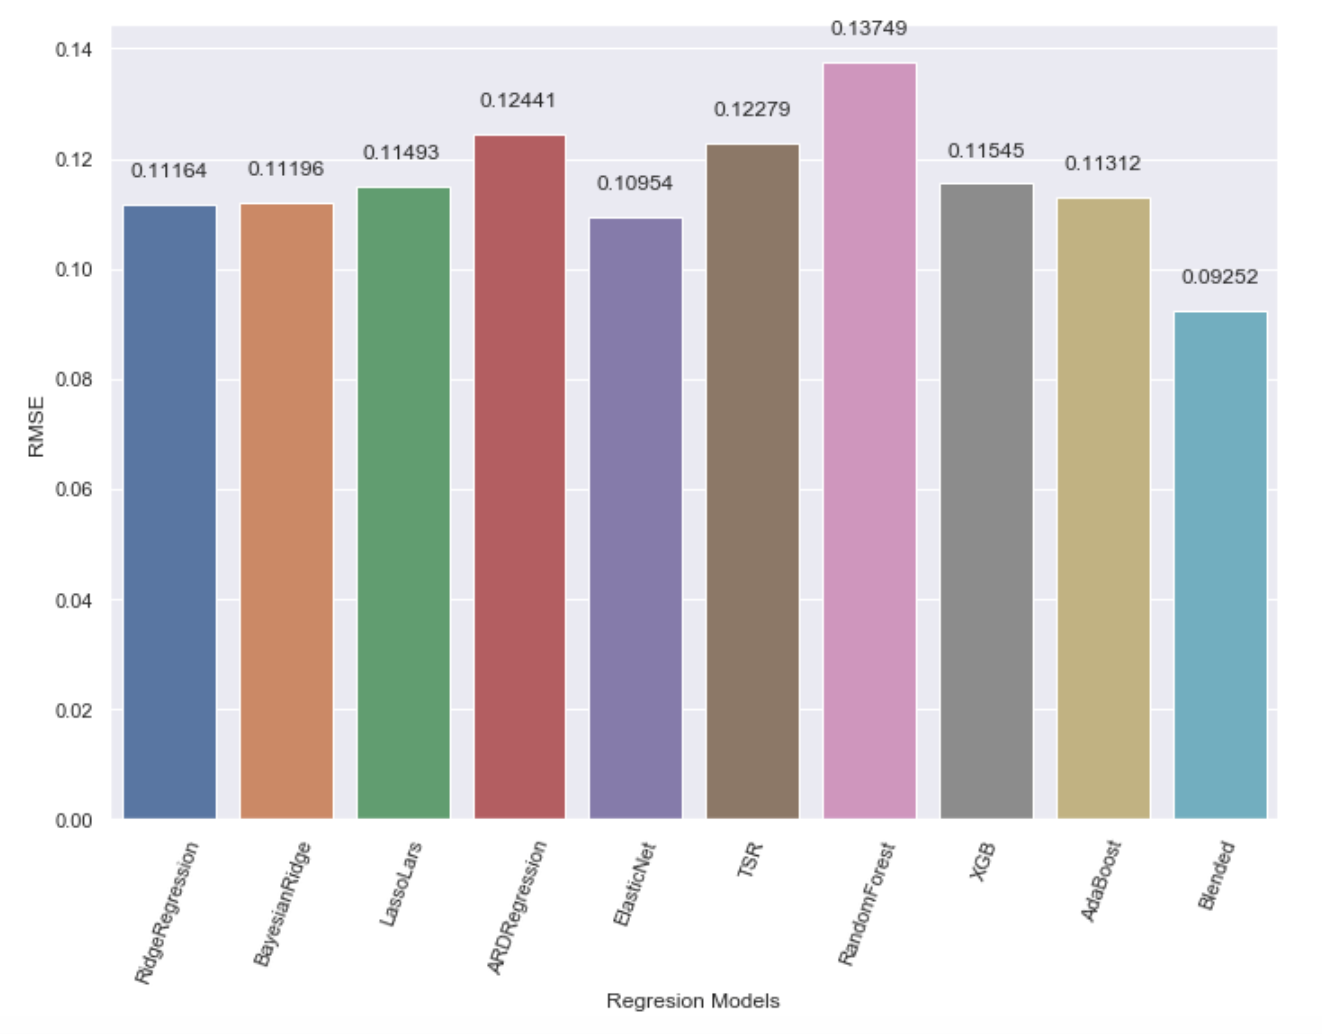 0.13749
0.14
0.12441
0.12279
0.11493
0.11545
0.12
0.11164
0.11196
0.11312
0.10954
0.10
0.09252
0.08
RMSE
0.06
0.04
0.02
0.00
RidgeRegression
BayesianRidge
LassoLars
ARDRegression
ElasticNet
TSR
RandomForest
XGB
AdaBoost
Blended
Regresion Models